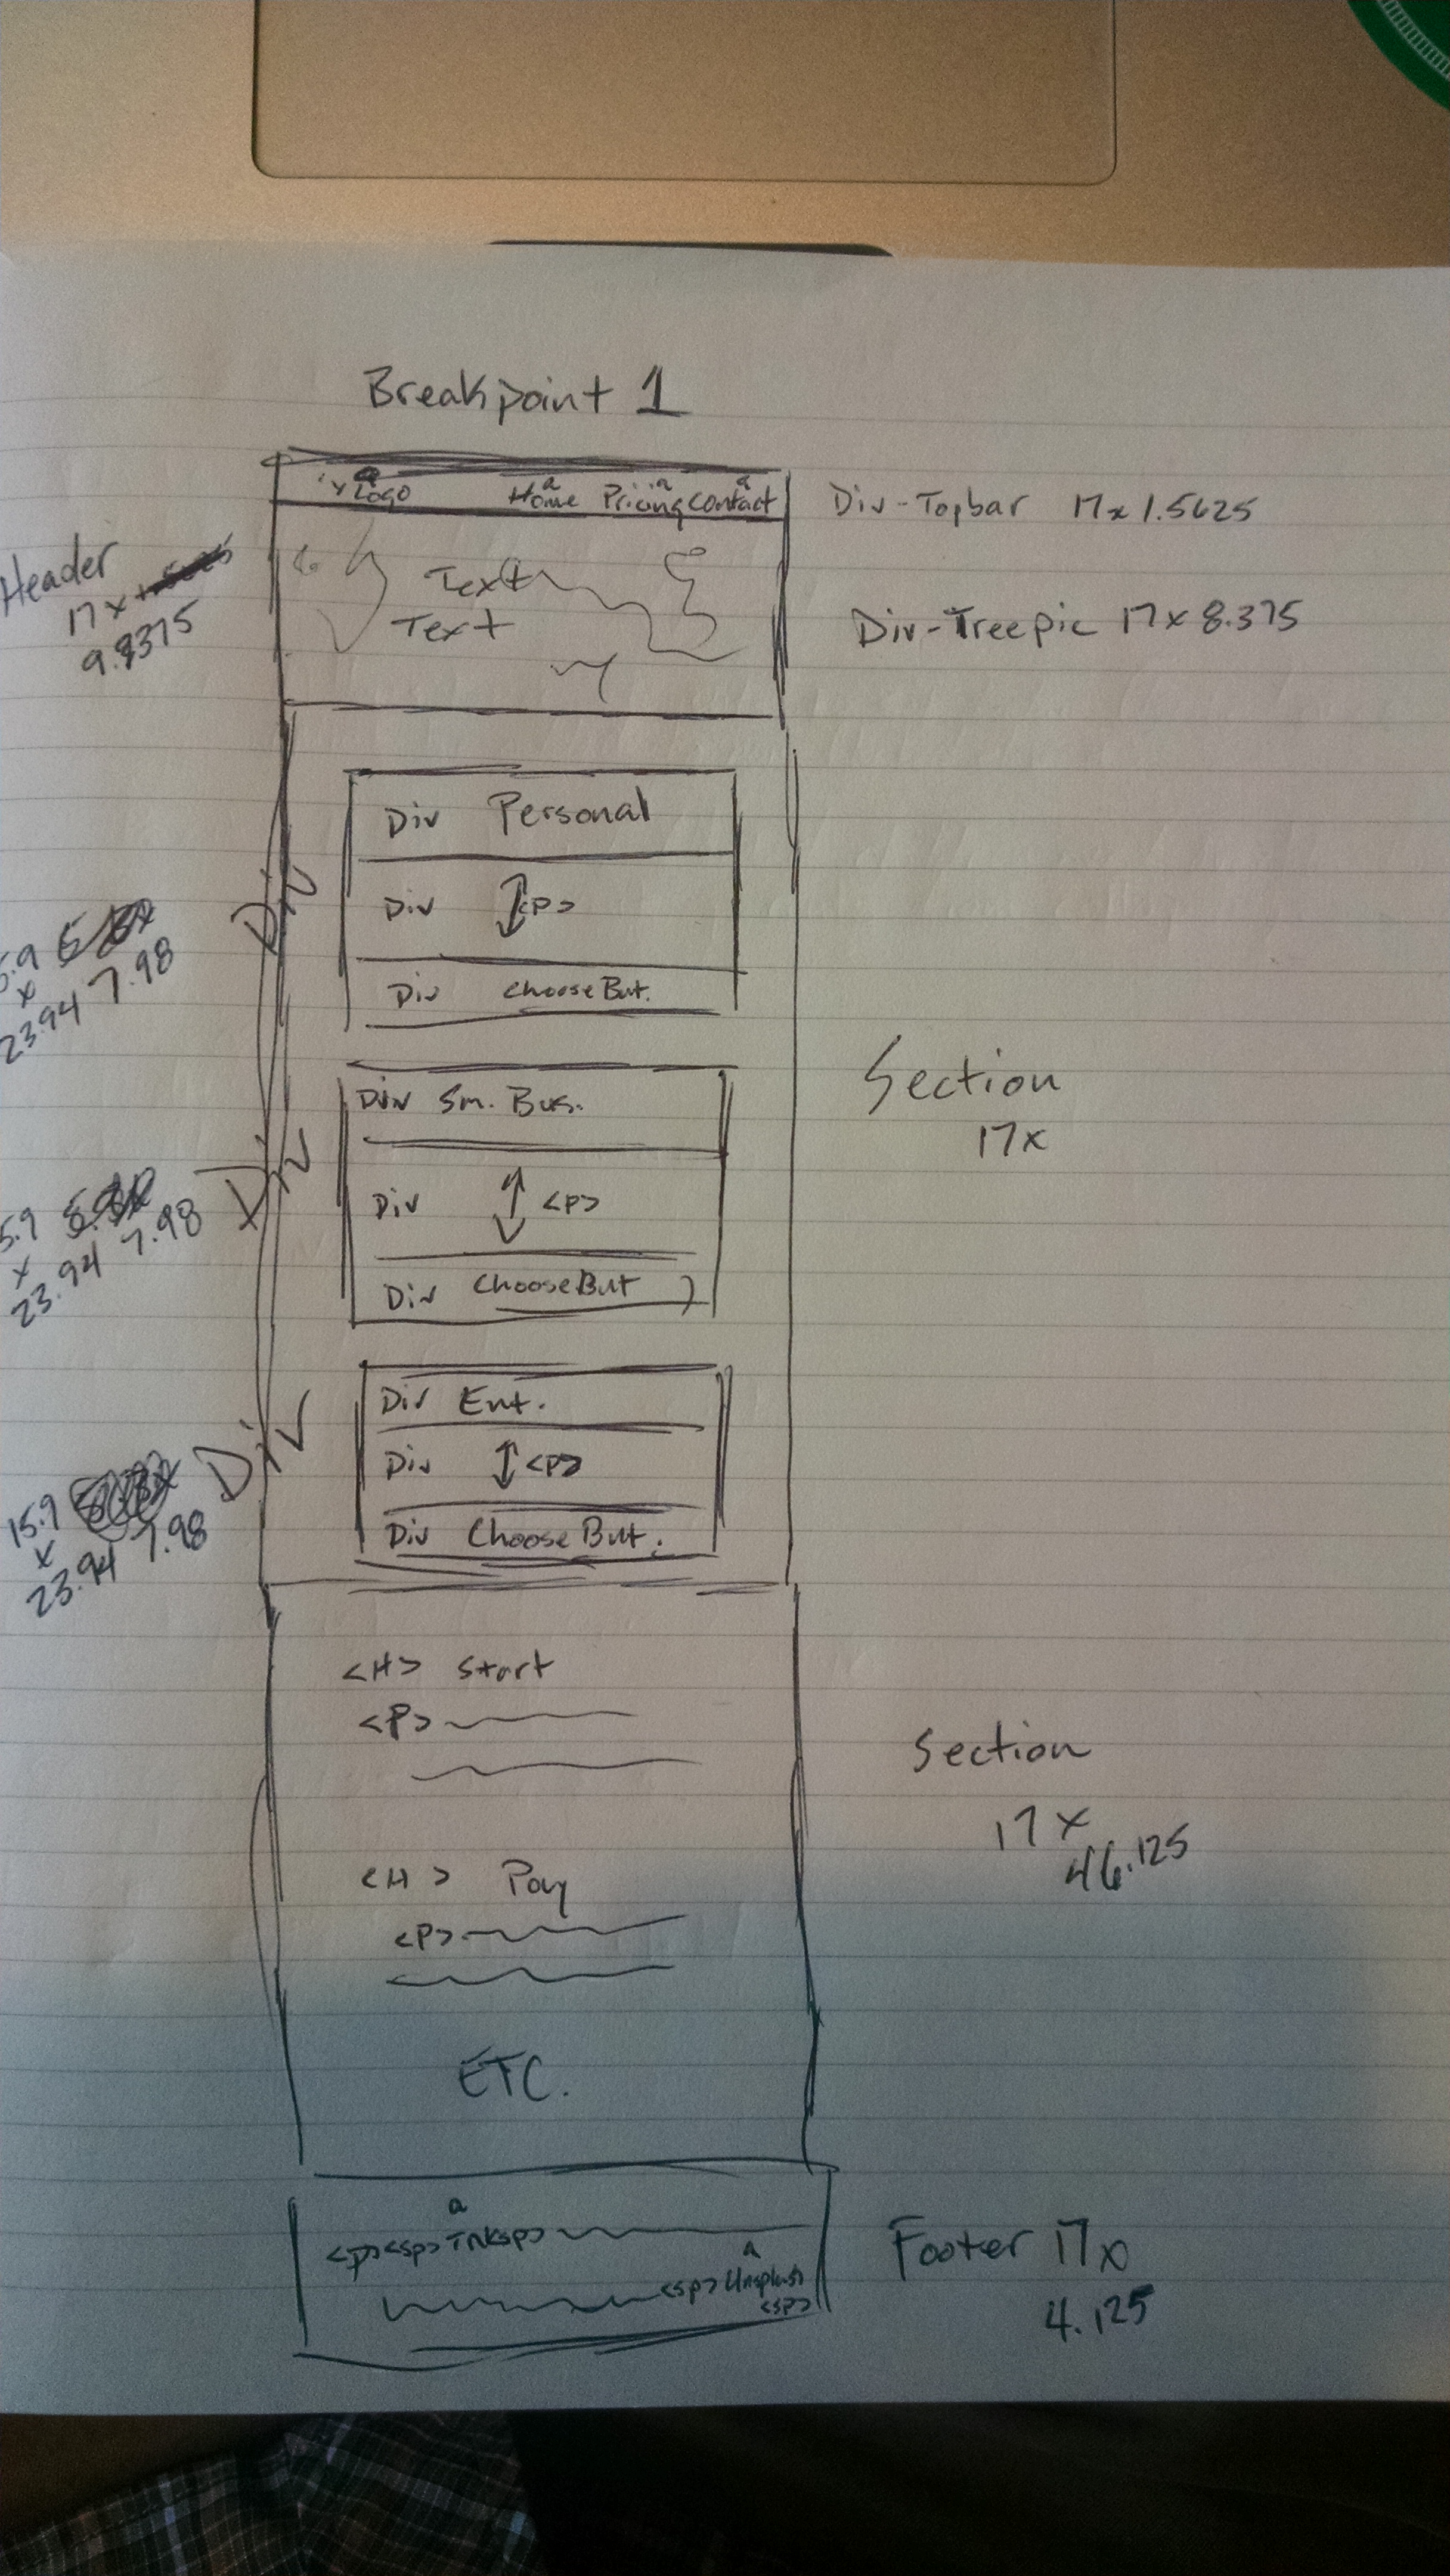 Breakpoint 1
a a a a
Logo Home Pricing Contact
Div-Topbar 17x 1.5625
Header
17x
9.9375
Text
Text
Div-Treepic 17x 8.375
Div Personal
Div <P>
Div choose But.
Div
5.9
x
23.94 7.98
Div Sm. Bus.
Div <P>
Div Choose But
Div
15.9
x
23.94 7.98
Section
17x
Div Ent.
Div <P>
Div Choose But.
Div
15.9
x
23.94 7.98
<H> Start
<P>
<H> Pay
<P>
ETC.
Section
17x
46.125
a
<P><SP> <SP>
a
<SP> Unsplash
<SP>
Footer 17x
4.125